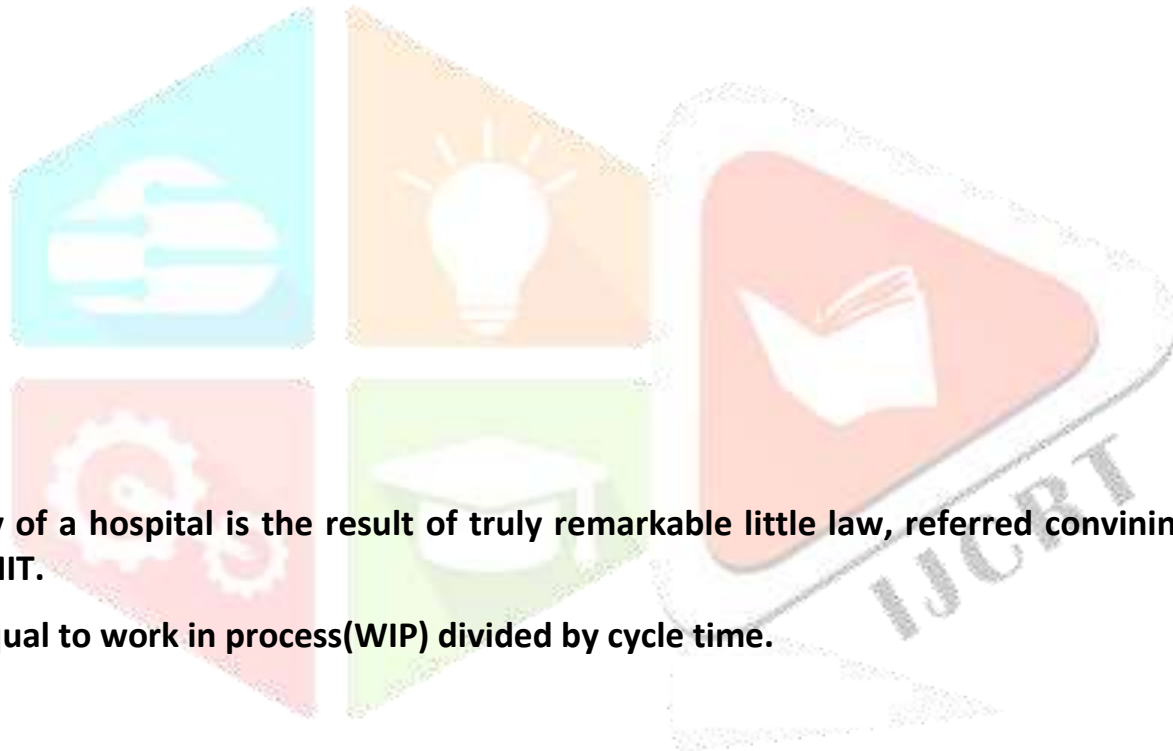 y of a hospital is the result of truly remarkable little law, referred convinin
IIT.
qual to work in process(WIP) divided by cycle time.
IJCRT